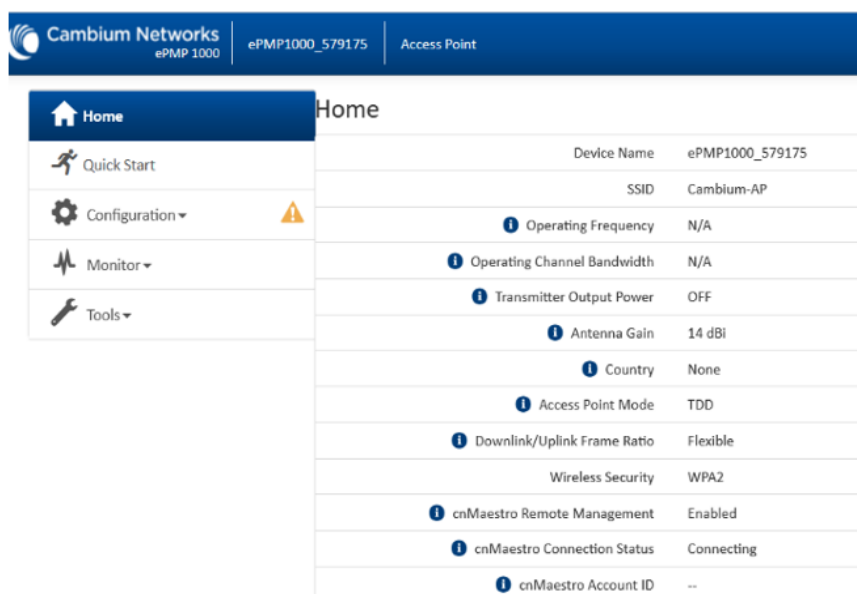 Cambium Networks
ePMP 1000
ePMP1000_579175
Access Point
Home
Quick Start
Configuration
Monitor
Tools
Home
Device Name ePMP1000_579175
SSID Cambium-AP
Operating Frequency N/A
Operating Channel Bandwidth N/A
Transmitter Output Power OFF
Antenna Gain 14 dBi
Country None
Access Point Mode TDD
Downlink/Uplink Frame Ratio Flexible
Wireless Security WPA2
cnMaestro Remote Management Enabled
cnMaestro Connection Status Connecting
cnMaestro Account ID --